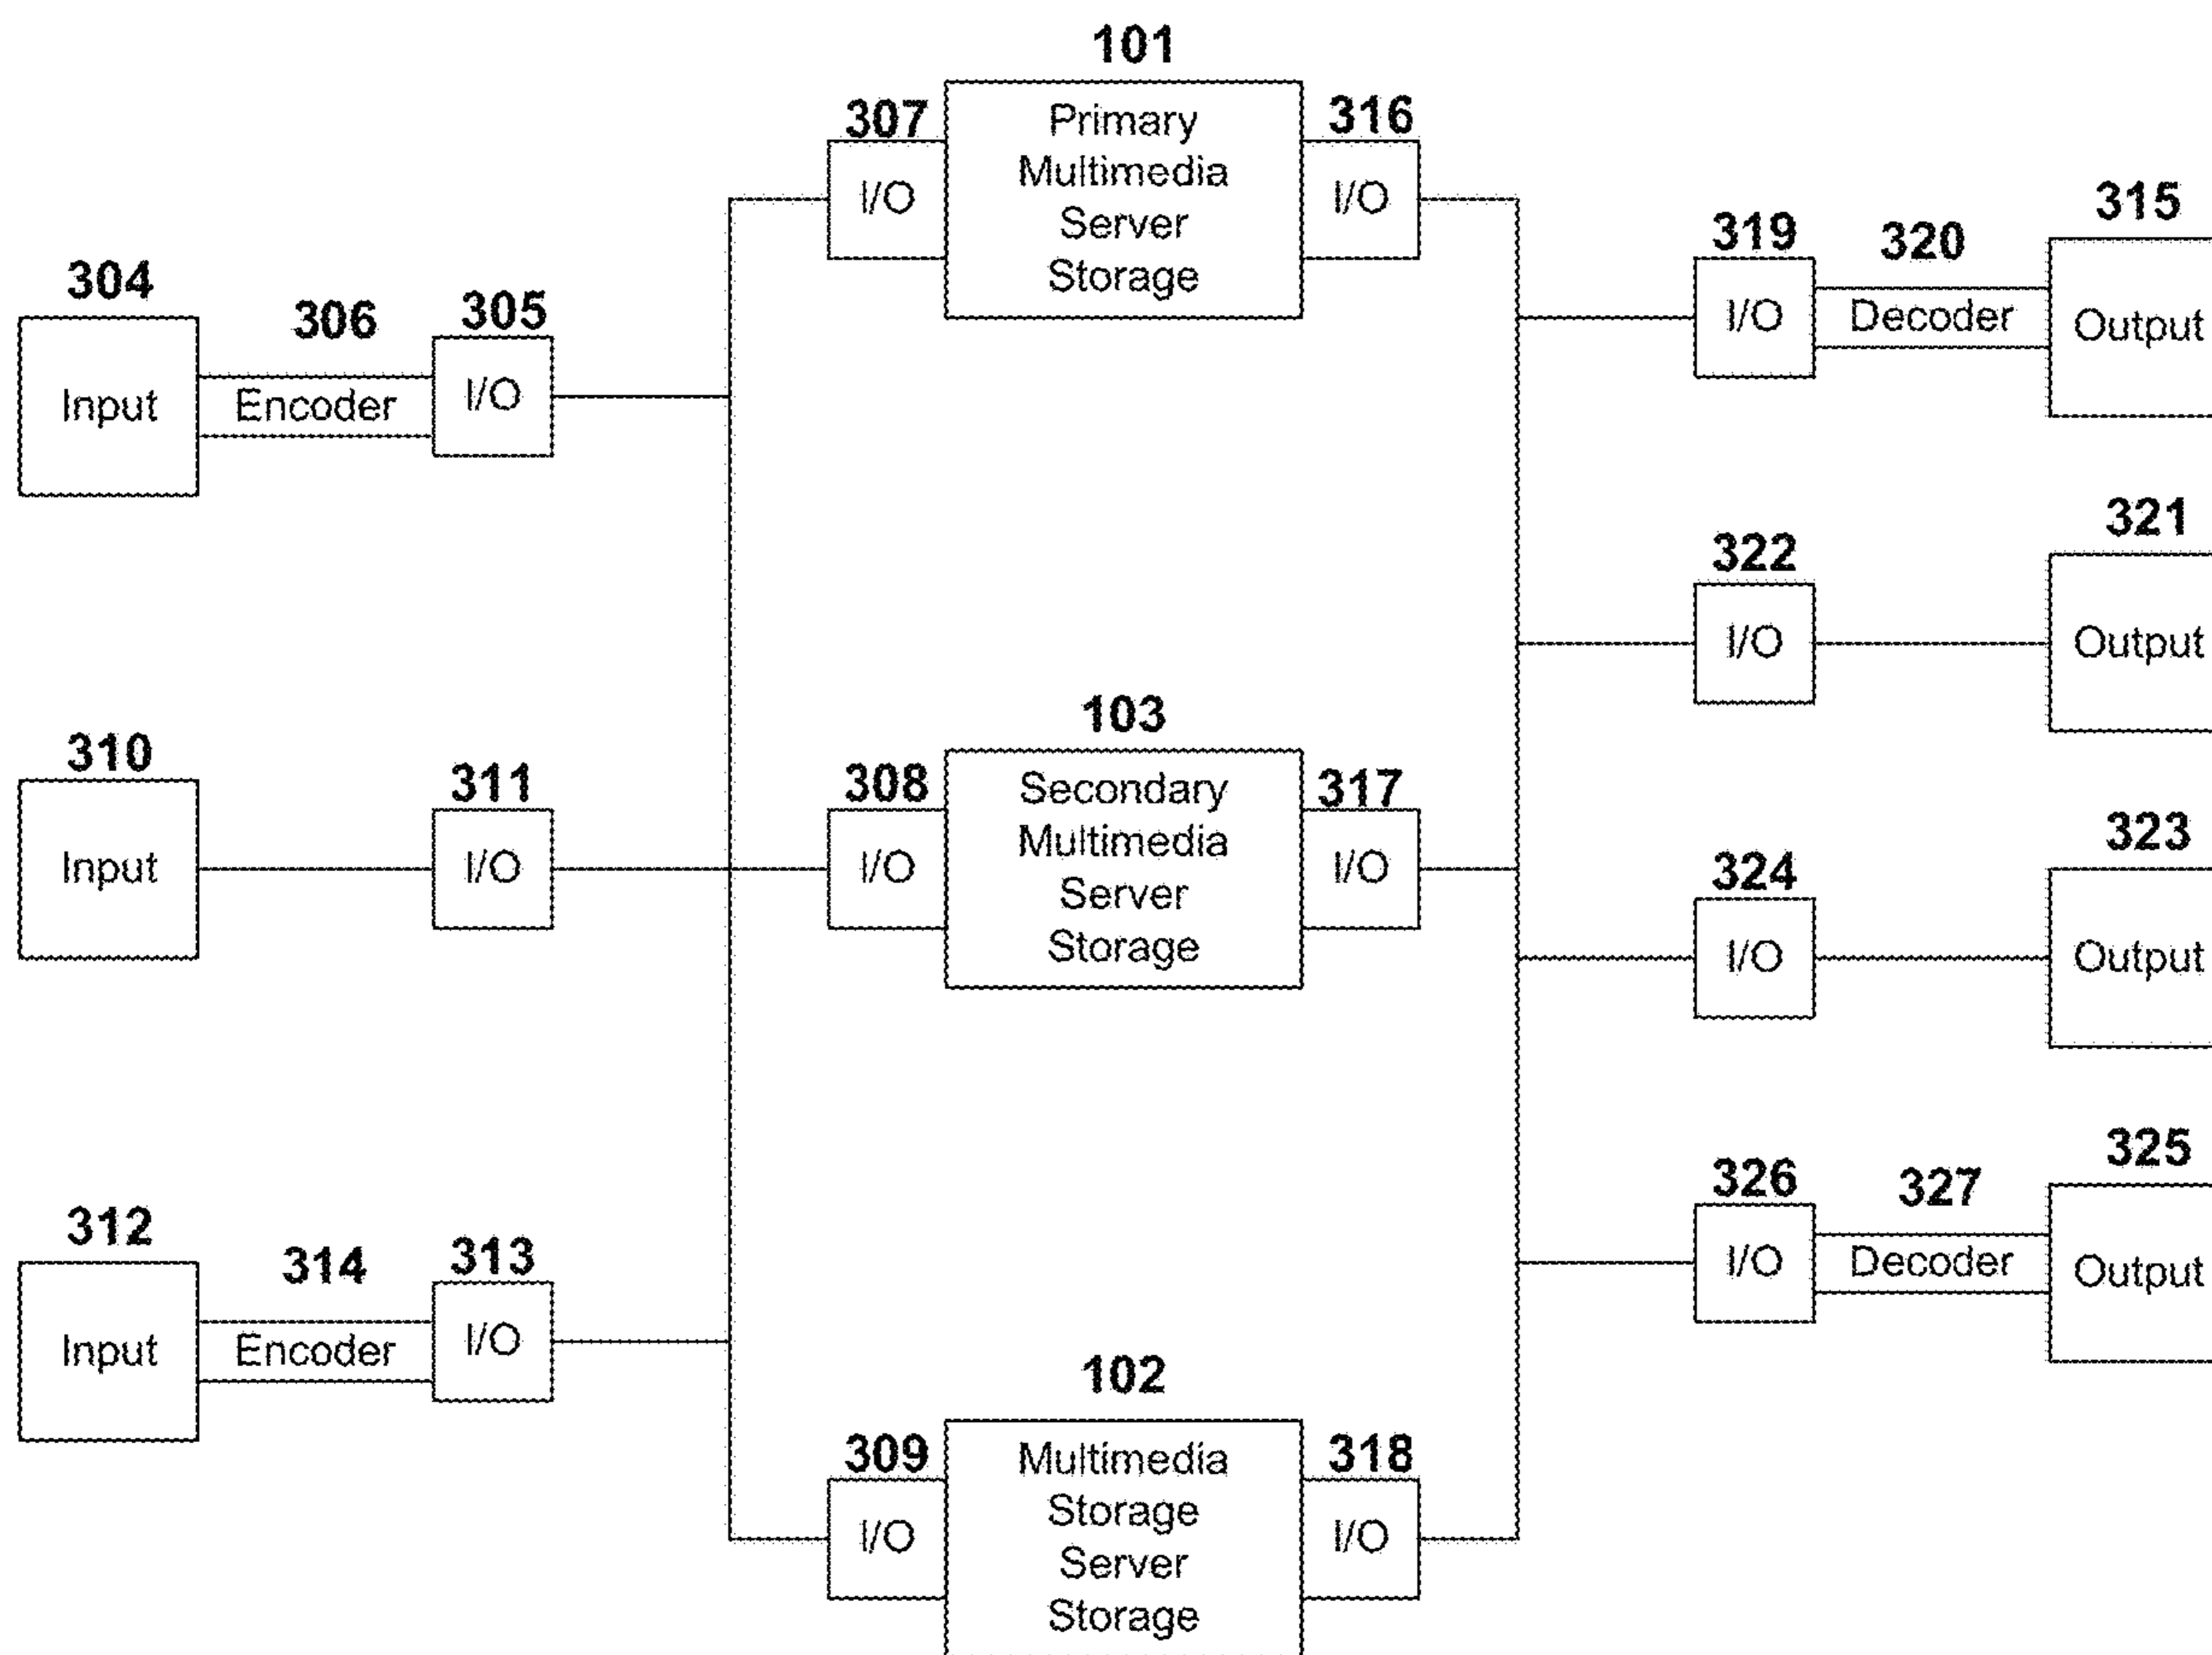 101
307
Primary
Multimedia
Server
Storage
316
I/O
I/O
304
306
305
Input
Encoder
I/O
319
320
315
I/O
Decoder
Output
322
321
I/O
Output
310
311
Input
I/O
103
308
Secondary
Multimedia
Server
Storage
317
I/O
I/O
324
323
I/O
Output
312
314
313
Input
Encoder
I/O
326
327
325
I/O
Decoder
Output
102
309
Multimedia
Storage
Server
Storage
318
I/O
I/O